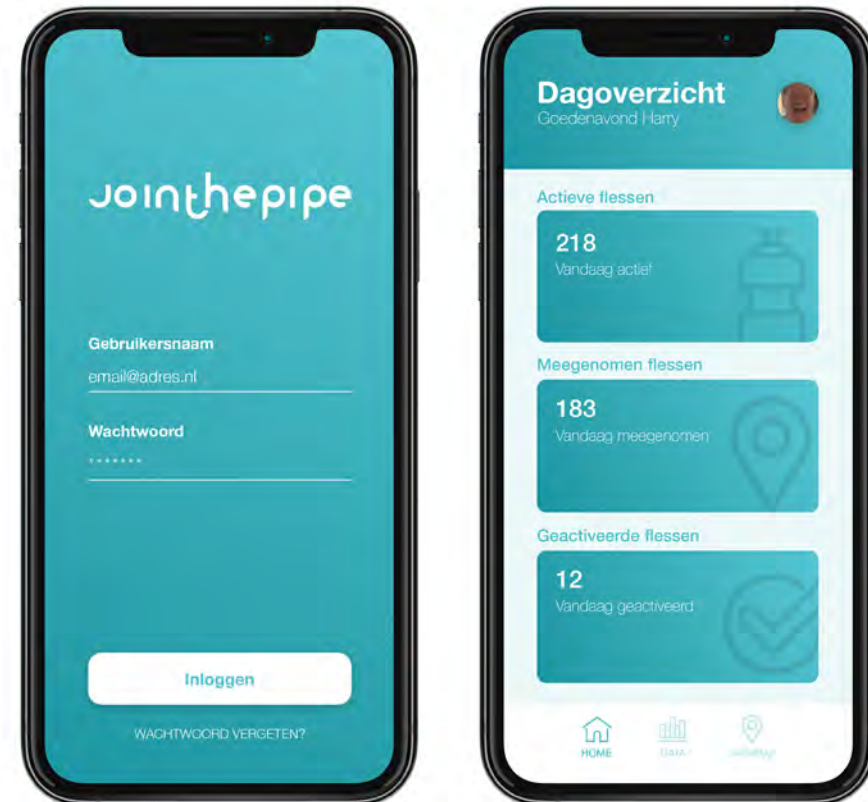 Jointhepipe
Gebruikersnaam
email@adres.nl
Wachtwoord
•••••••
Inloggen
WACHTWOORD VERGETEN?
Dagoverzicht
Goedenavond Harry
Actieve flessen
218
Vandaag actief
Meegenomen flessen
183
Vandaag meegenomen
Geactiveerde flessen
12
Vandaag geactiveerd
HOME
DATA